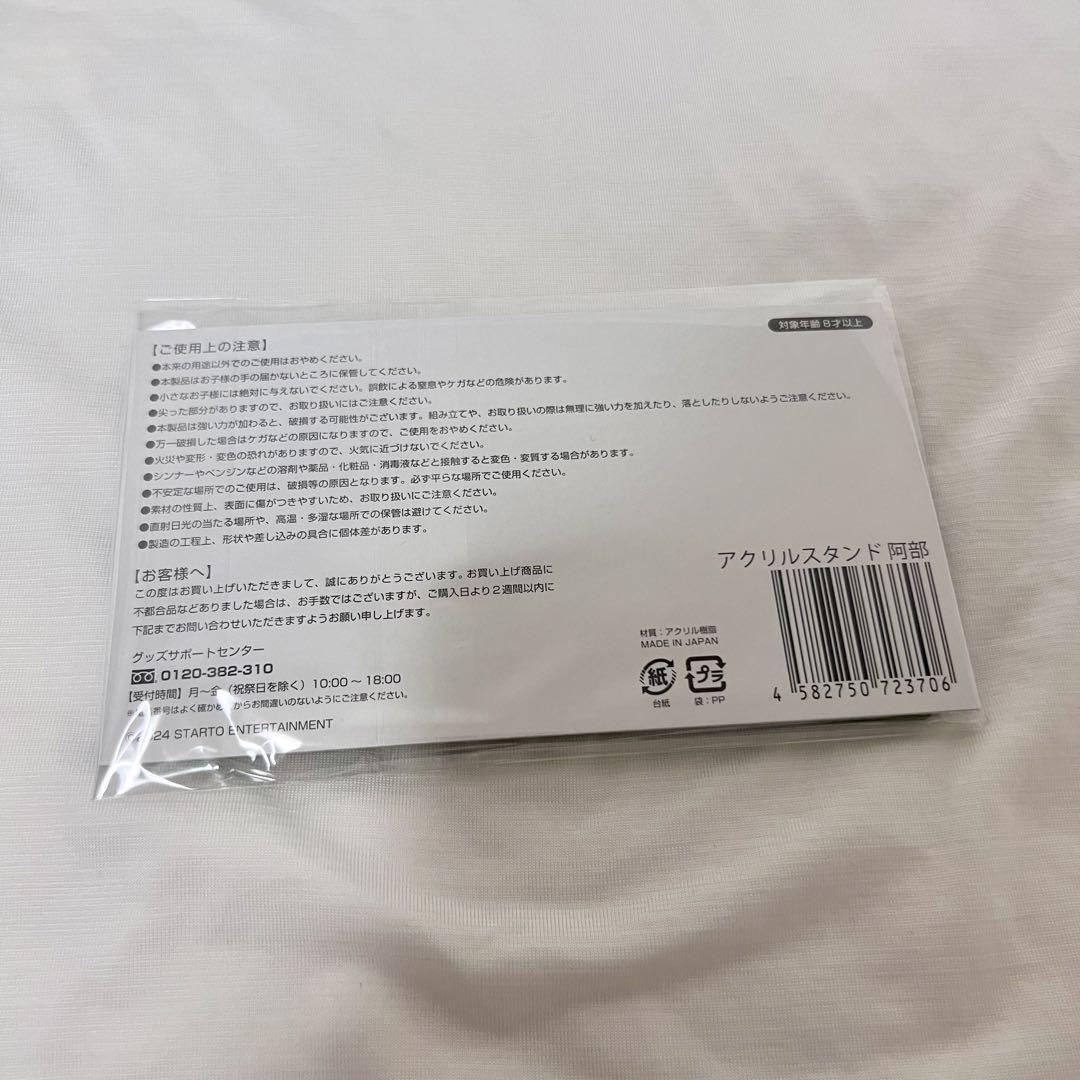 対象年齢 8才以上
【ご使用上の注意】
●本来の用途以外でのご使用はおやめください。
●本製品はお子様の手の届かないところに保管してください。
●小さなお子様には絶対に与えないでください。誤飲による窒息やケガなどの危険があります。
●尖った部分がありますので、お取り扱いにはご注意ください。
●本製品は強い力が加わると、破損する可能性がございます。組み立てや、お取り扱いの際は無理に強い力を加えたり、落としたりしないようご注意ください。
●万一破損した場合はケガなどの原因になりますので、ご使用をおやめください。
●火災や変形・変色の恐れがありますので、火気に近づけないでください。
●シンナーやベンジンなどの溶剤や薬品・化粧品・消毒液などと接触すると変色・変質する場合があります。
●不安定な場所でのご使用は、破損等の原因となります。必ず平らな場所でご使用ください。
●素材の性質上、表面に傷がつきやすいため、お取り扱いにご注意ください。
●直射日光の当たる場所や、高温・多湿な場所での保管は避けてください。
●製造の工程上、形状や差し込みの具合に個体差があります。
【お客様へ】
この度はお買い上げいただきまして、誠にありがとうございます。お買い上げ商品に
不都合品などありました場合は、お手数ではございますが、ご購入日より2週間以内に
下記までお問い合わせいただきますようお願い申し上げます。
グッズサポートセンター
0120-382-310
【受付時間】月〜金（祝祭日を除く）10:00〜18:00
番号はよく確かめ からお間違いのないようにご注意ください。
©2024 STARTO ENTERTAINMENT
アクリルスタンド 阿部
材質：アクリル樹脂
MADE IN JAPAN
紙
プラ
台紙
袋：PP
4 582750 723706